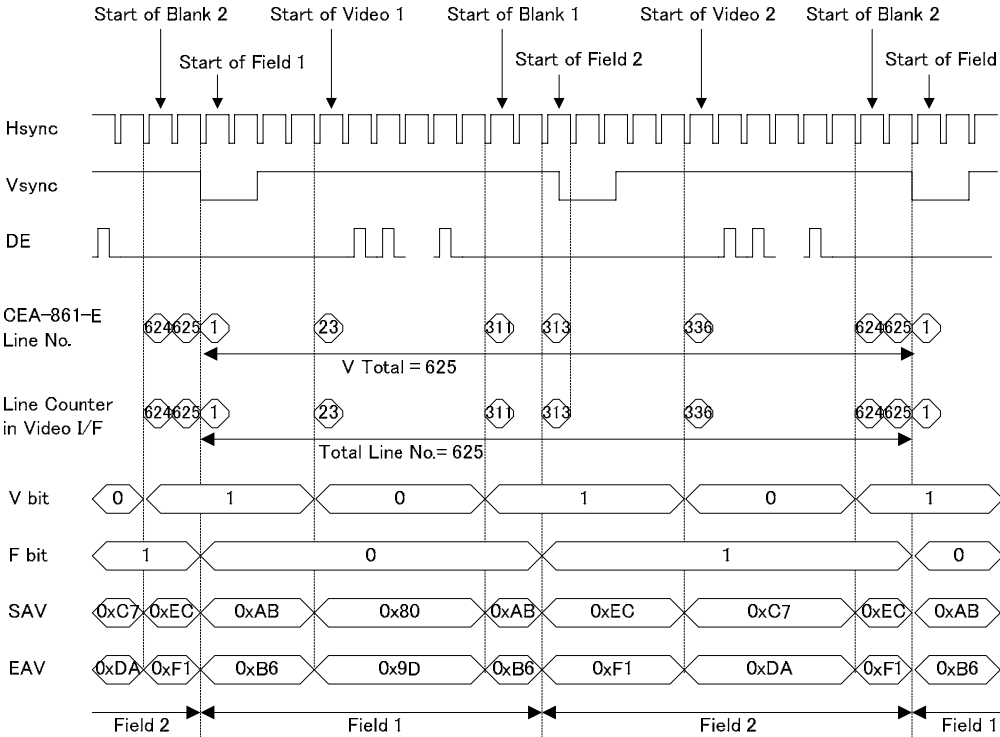 Start of Blank 2 Start of Video 1 Start of Blank 1 Start of Video 2 Start of Blank 2
Start of Field 1 Start of Field 2 Start of Field
Hsync
Vsync
DE
CEA-861-E
Line No.
624 625 1 23 311 313 336 624 625 1
V Total = 625
Line Counter
in Video I/F
624 625 1 23 311 313 336 624 625 1
Total Line No.= 625
V bit 0 1 0 1 0 1
F bit 1 0 1 0
SAV 0xC7 0xEC 0xAB 0x80 0xAB 0xEC 0xC7 0xEC 0xAB
EAV 0xDA 0xF1 0xB6 0x9D 0xB6 0xF1 0xDA 0xF1 0xB6
Field 2 Field 1 Field 2 Field 1